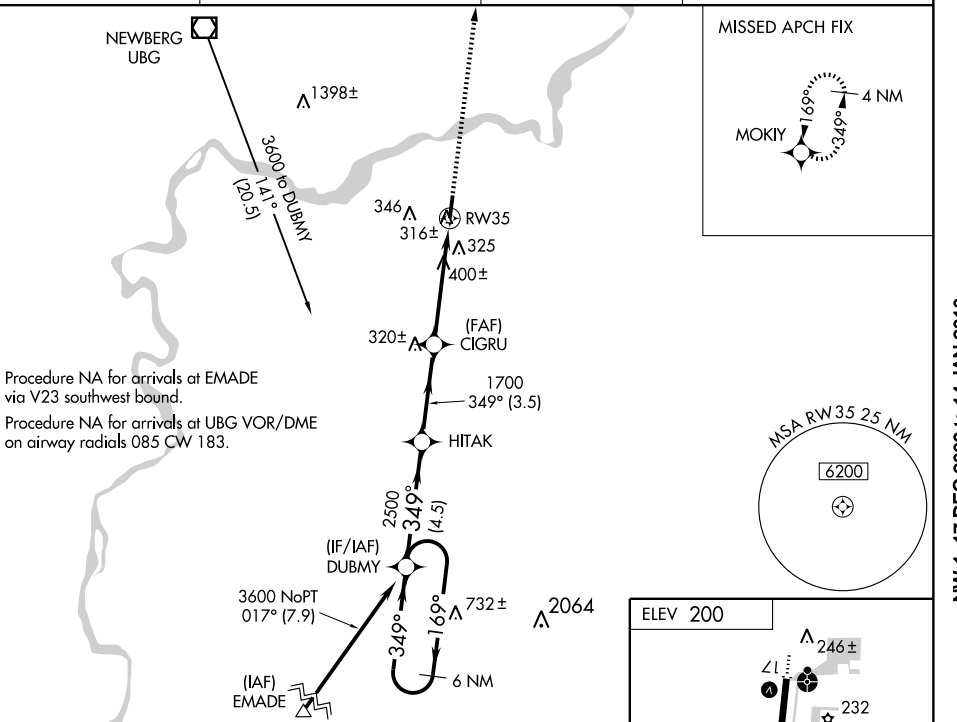 NEWBERG
UBG
1398±
3600 to DUBMY
141°
(20.5)
MISSED APCH FIX
169°
349°
4 NM
MOKIY
346
316±
RW35
325
400±
320±
(FAF)
CIGRU
Procedure NA for arrivals at EMADE
via V23 southwest bound.
Procedure NA for arrivals at UBG VOR/DME
on airway radials 085 CW 183.
1700
349° (3.5)
HITAK
MSA RW35 25 NM
6200
2500
349°
(4.5)
(IF/IAF)
DUBMY
3600 NoPT
017° (7.9)
349°
169°
732±
2064
6 NM
(IAF)
EMADE
ELEV 200
246±
17
A
232